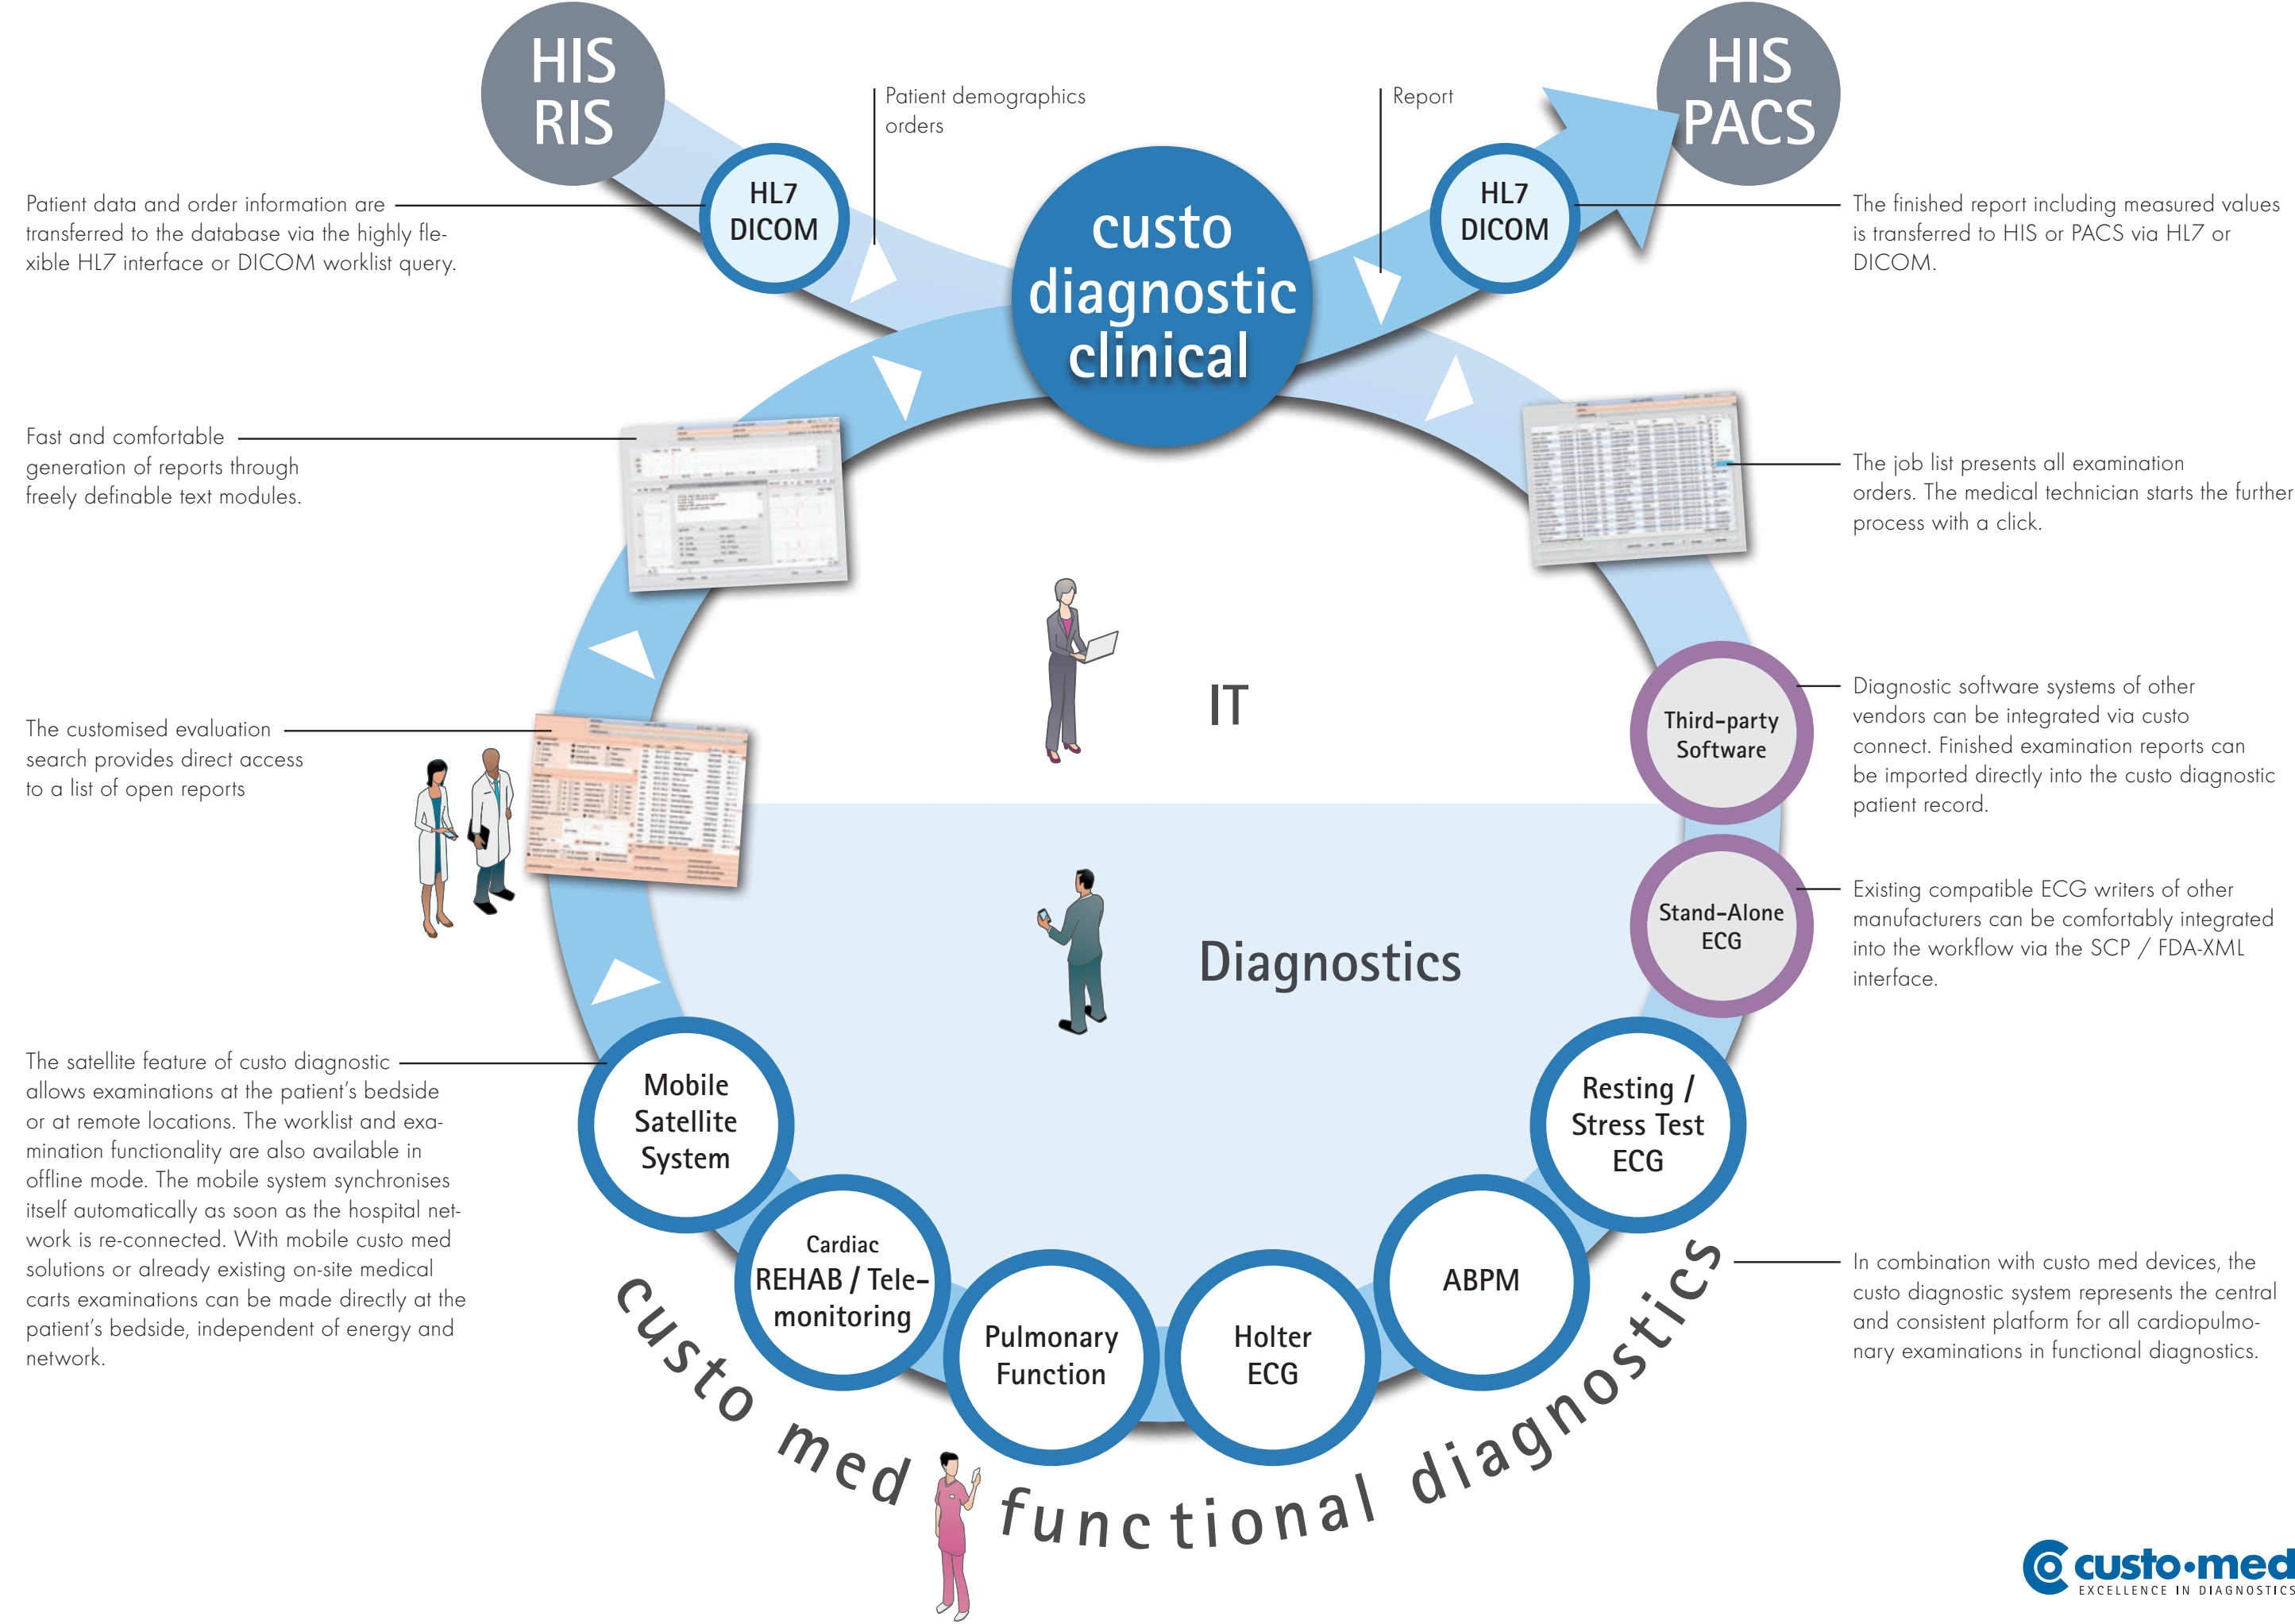 HIS
RIS
HIS
PACS
Patient demographics
orders
Report
HL7
DICOM
HL7
DICOM
custo
diagnostic
clinical
Patient data and order information are
transferred to the database via the highly fle-
xible HL7 interface or DICOM worklist query.
The finished report including measured values
is transferred to HIS or PACS via HL7 or
DICOM.
Fast and comfortable
generation of reports through
freely definable text modules.
The job list presents all examination
orders. The medical technician starts the further
process with a click.
IT
Third-party
Software
Diagnostic software systems of other
vendors can be integrated via custo
connect. Finished examination reports can
be imported directly into the custo diagnostic
patient record.
The customised evaluation
search provides direct access
to a list of open reports
Diagnostics
Stand-Alone
ECG
Existing compatible ECG writers of other
manufacturers can be comfortably integrated
into the workflow via the SCP / FDA-XML
interface.
The satellite feature of custo diagnostic
allows examinations at the patient's bedside
or at remote locations. The worklist and exa-
mination functionality are also available in
offline mode. The mobile system synchronises
itself automatically as soon as the hospital net-
work is re-connected. With mobile custo med
solutions or already existing on-site medical
carts examinations can be made directly at the
patient's bedside, independent of energy and
network.
Mobile
Satellite
System
Cardiac
REHAB / Tele-
monitoring
Pulmonary
Function
Holter
ECG
ABPM
Resting /
Stress Test
ECG
In combination with custo med devices, the
custo diagnostic system represents the central
and consistent platform for all cardiopulmo-
nary examinations in functional diagnostics.
custo med functional diagnostics
custo med
EXCELLENCE IN DIAGNOSTICS